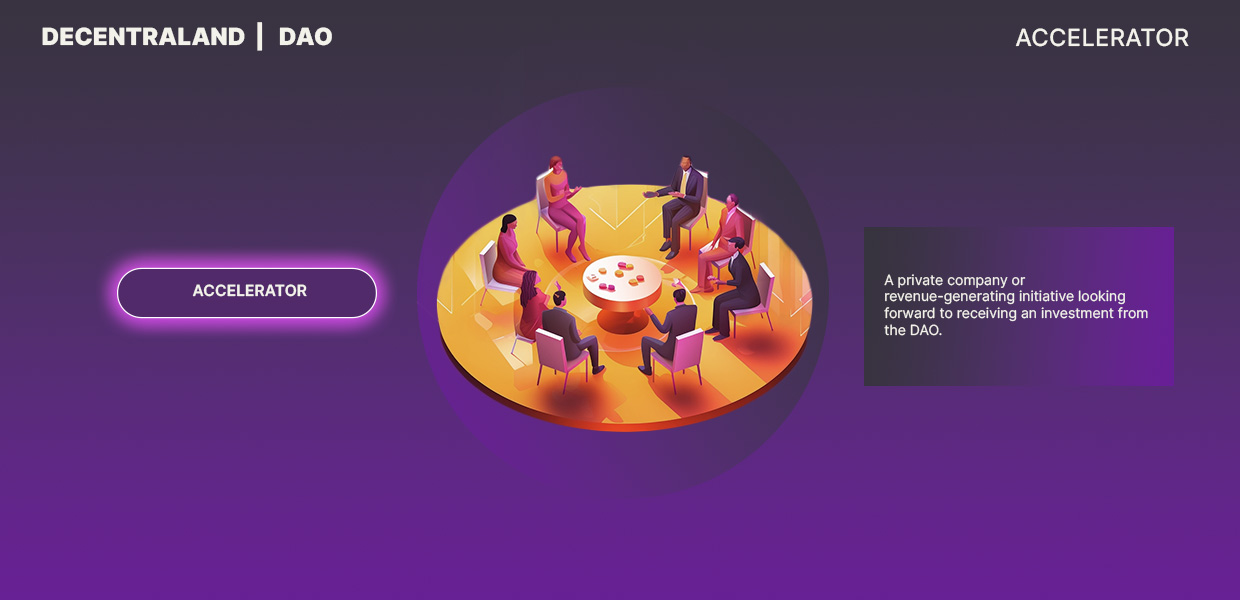 DECENTRALAND | DAO
ACCELERATOR
ACCELERATOR
A private company or
revenue-generating initiative looking
forward to receiving an investment from
the DAO.